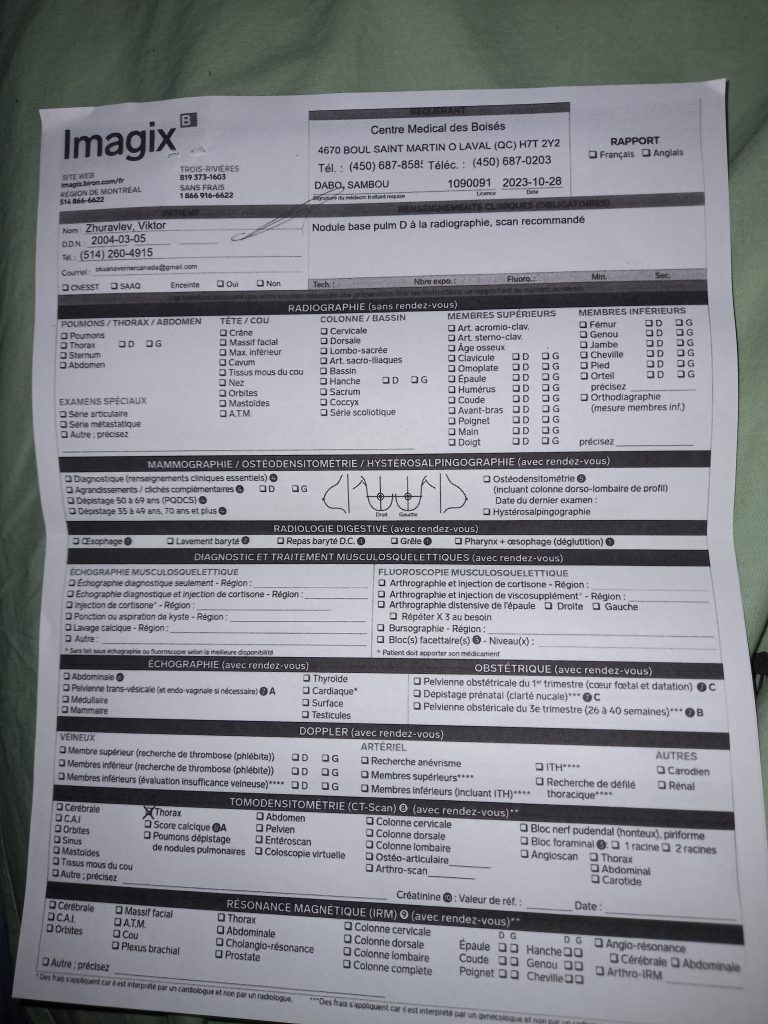 Imagix B
SITE WEB
imagix.biron.com/fr
RÉGION DE MONTRÉAL
514 866-6622
TROIS-RIVIÈRES
819 373-1603
SANS FRAIS
1 866 916-6622
REQUÉRANT
Centre Medical des Boisés
4670 BOUL SAINT MARTIN O LAVAL (QC) H7T 2Y2
Tél. : (450) 687-858 Téléc. : (450) 687-0203
DABO, SAMBOU 1090091 2023-10-28
Signature du médecin traitant requise Licence Date
RAPPORT
☐ Français ☐ Anglais
PATIENT
Nom : Zhuravlev, Viktor
D.D.N. : 2004-03-05
Tél. : (514) 260-4915
Courriel : oksanavernercanada@gmail.com
☐ CNESST ☐ SAAQ Enceinte ☐ Oui ☐ Non
RENSEIGNEMENTS CLINIQUES (OBLIGATOIRES)
Nodule base pulm D à la radiographie, scan recommandé
Tech. : Nbre expo. : Fluoro. : Min. Sec.
RADIOGRAPHIE (sans rendez-vous)
POUMONS / THORAX / ABDOMEN
☐ Poumons
☐ Thorax ☐ D ☐ G
☐ Sternum
☐ Abdomen
EXAMENS SPÉCIAUX
☐ Série articulaire
☐ Série métastatique
☐ Autre ; précisez
TÊTE / COU
☐ Crâne
☐ Massif facial
☐ Max. inférieur
☐ Cavum
☐ Tissus mous du cou
☐ Nez
☐ Orbites
☐ Mastoïdes
☐ A.T.M.
COLONNE / BASSIN
☐ Cervicale
☐ Dorsale
☐ Lombo-sacrée
☐ Art. sacro-iliaques
☐ Bassin
☐ Hanche ☐ D ☐ G
☐ Sacrum
☐ Coccyx
☐ Série scoliotique
MEMBRES SUPÉRIEURS
☐ Art. acromio-clav.
☐ Art. sterno-clav.
☐ Âge osseux
☐ Clavicule ☐ D ☐ G
☐ Omoplate ☐ D ☐ G
☐ Épaule ☐ D ☐ G
☐ Humérus ☐ D ☐ G
☐ Coude ☐ D ☐ G
☐ Avant-bras ☐ D ☐ G
☐ Poignet ☐ D ☐ G
☐ Main ☐ D ☐ G
☐ Doigt ☐ D ☐ G
MEMBRES INFÉRIEURS
☐ Fémur ☐ D ☐ G
☐ Genou ☐ D ☐ G
☐ Jambe ☐ D ☐ G
☐ Cheville ☐ D ☐ G
☐ Pied ☐ D ☐ G
☐ Orteil ☐ D ☐ G
précisez
☐ Orthodiagraphie
(mesure membres inf.)
précisez
MAMMOGRAPHIE / OSTÉODENSITOMÉTRIE / HYSTÉROSALPINGOGRAPHIE (avec rendez-vous)
☐ Diagnostique (renseignements cliniques essentiels)
☐ Agrandissements / clichés complémentaires ☐ D ☐ G
☐ Dépistage 50 à 69 ans (PQDCS)
☐ Dépistage 35 à 49 ans, 70 ans et plus
Droit Gauche
☐ Ostéodensitométrie
(incluant colonne dorso-lombaire de profil)
Date du dernier examen :
☐ Hystérosalpingographie
RADIOLOGIE DIGESTIVE (avec rendez-vous)
☐ Œsophage ☐ Lavement baryté ☐ Repas baryté D.C. ☐ Grêle ☐ Pharynx + œsophage (déglutition)
DIAGNOSTIC ET TRAITEMENT MUSCULOSQUELETTIQUES (avec rendez-vous)
ÉCHOGRAPHIE MUSCULOSQUELETTIQUE
☐ Échographie diagnostique seulement - Région :
☐ Échographie diagnostique et injection de cortisone - Région :
☐ Injection de cortisone* - Région :
☐ Ponction ou aspiration de kyste - Région :
☐ Lavage calcique - Région :
☐ Autre :
* Sera fait sous échographie ou fluoroscopie selon la meilleure disponibilité
FLUOROSCOPIE MUSCULOSQUELETTIQUE
☐ Arthrographie et injection de cortisone - Région :
☐ Arthrographie et injection de viscosupplément* - Région :
☐ Arthrographie distensive de l'épaule ☐ Droite ☐ Gauche
☐ Répéter X 3 au besoin
☐ Bursographie - Région :
☐ Bloc(s) facettaire(s) - Niveau(x) :
* Patient doit apporter son médicament
ÉCHOGRAPHIE (avec rendez-vous)
☐ Abdominale
☐ Pelvienne trans-vésicale (et endo-vaginale si nécessaire) 7 A
☐ Médullaire
☐ Mammaire
☐ Thyroïde
☐ Cardiaque*
☐ Surface
☐ Testicules
OBSTÉTRIQUE (avec rendez-vous)
☐ Pelvienne obstétricale du 1er trimestre (cœur fœtal et datation) 7 C
☐ Dépistage prénatal (clarté nucale)*** 7 C
☐ Pelvienne obstétricale du 3e trimestre (26 à 40 semaines)*** 7 B
DOPPLER (avec rendez-vous)
VEINEUX
☐ Membre supérieur (recherche de thrombose (phlébite)) ☐ D ☐ G
☐ Membres inférieur (recherche de thrombose (phlébite)) ☐ D ☐ G
☐ Membres inférieurs (évaluation insuffisance veineuse)**** ☐ D ☐ G
ARTÉRIEL
☐ Recherche anévrisme
☐ Membres supérieurs****
☐ Membres inférieurs (incluant ITH)****
☐ ITH****
☐ Recherche de défilé
thoracique****
AUTRES
☐ Carodien
☐ Rénal
TOMODENSITOMÉTRIE (CT-Scan) 8 (avec rendez-vous)**
☐ Cérébrale
☐ C.A.I
☐ Orbites
☐ Sinus
☐ Mastoïdes
☐ Tissus mous du cou
☐ Autre ; précisez
☒ Thorax
☐ Score calcique 8 A
☐ Poumons dépistage
de nodules pulmonaires
☐ Abdomen
☐ Pelvien
☐ Entéroscan
☐ Coloscopie virtuelle
☐ Colonne cervicale
☐ Colonne dorsale
☐ Colonne lombaire
☐ Ostéo-articulaire
☐ Arthro-scan
☐ Bloc nerf pudendal (honteux), piriforme
☐ Bloc foraminal : ☐ 1 racine ☐ 2 racines
☐ Angioscan ☐ Thorax
☐ Abdominal
☐ Carotide
Créatinine 10 : Valeur de réf. : Date :
RÉSONANCE MAGNÉTIQUE (IRM) 9 (avec rendez-vous)**
☐ Cérébrale
☐ C.A.I.
☐ Orbites
☐ Autre ; précisez
☐ Massif facial
☐ A.T.M.
☐ Cou
☐ Plexus brachial
☐ Thorax
☐ Abdominale
☐ Cholangio-résonance
☐ Prostate
☐ Colonne cervicale
☐ Colonne dorsale
☐ Colonne lombaire
☐ Colonne complète
D G D G
Épaule ☐ ☐ Hanche ☐ ☐
Coude ☐ ☐ Genou ☐ ☐
Poignet ☐ ☐ Cheville ☐ ☐
☐ Angio-résonance
☐ Cérébrale ☐ Abdominale
☐ Arthro-IRM
*Des frais s'appliquent car il est interprété par un cardiologue et non par un radiologue.
***Des frais s'appliquent car il est interprété par un gynécologue et non par un